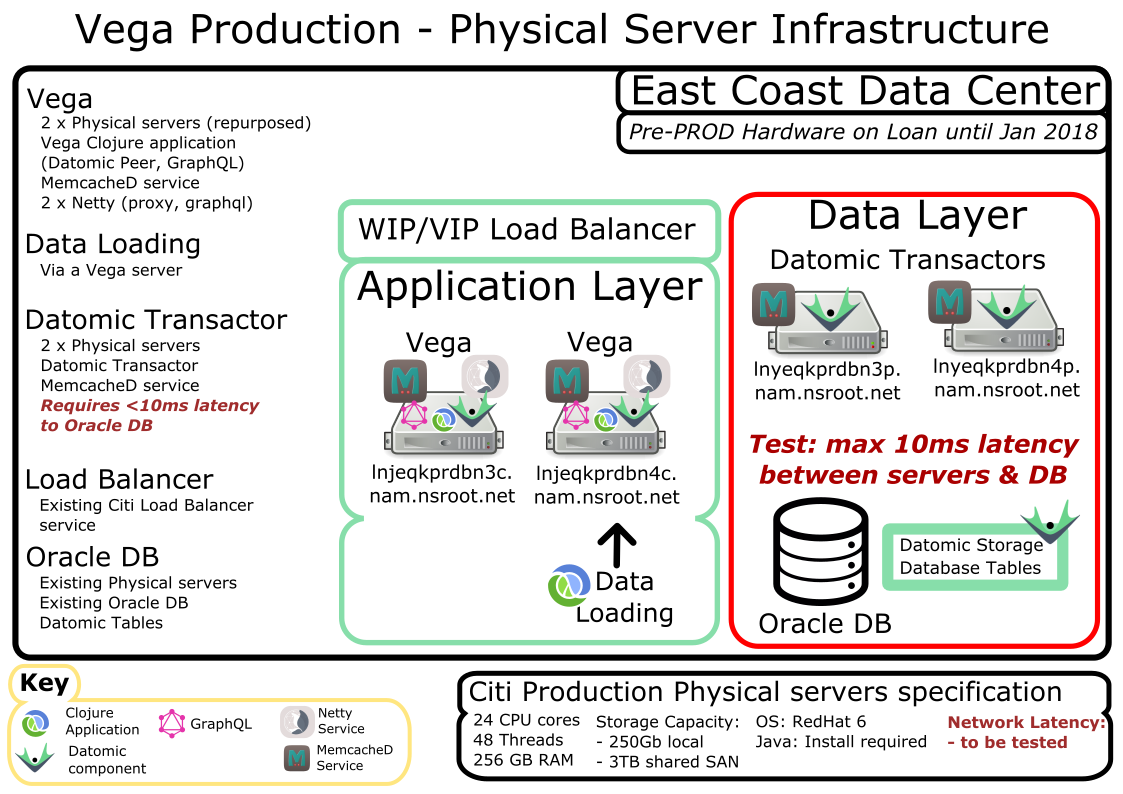 Vega Production - Physical Server Infrastructure
East Coast Data Center
Pre-PROD Hardware on Loan until Jan 2018
Vega
2 x Physical servers (repurposed)
Vega Clojure application
(Datomic Peer, GraphQL)
MemcacheD service
2 x Netty (proxy, graphql)
Data Loading
Via a Vega server
Datomic Transactor
2 x Physical servers
Datomic Transactor
MemcacheD service
Requires <10ms latency
to Oracle DB
Load Balancer
Existing Citi Load Balancer
service
Oracle DB
Existing Physical servers
Existing Oracle DB
Datomic Tables
WIP/VIP Load Balancer
Application Layer
Vega
Vega
lnjeqkprdbn3c.
nam.nsroot.net
lnjeqkprdbn4c.
nam.nsroot.net
Data
Loading
Data Layer
Datomic Transactors
lnyeqkprdbn3p.
nam.nsroot.net
lnyeqkprdbn4p.
nam.nsroot.net
Test: max 10ms latency
between servers & DB
Datomic Storage
Database Tables
Oracle DB
Key
Clojure
Application
GraphQL
Netty
Service
Datomic
component
MemcacheD
Service
Citi Production Physical servers specification
24 CPU cores
48 Threads
256 GB RAM
Storage Capacity:
- 250Gb local
- 3TB shared SAN
OS: RedHat 6
Java: Install required
Network Latency:
- to be tested